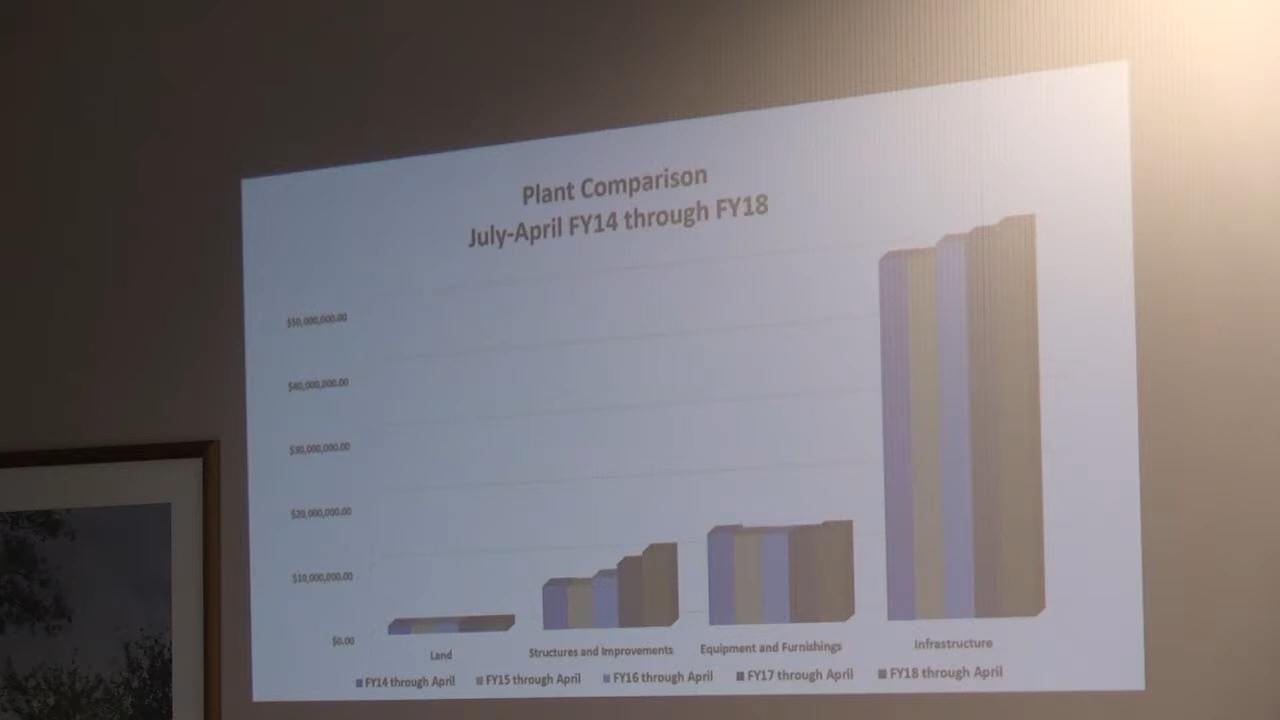 Plant Comparison
July-April FY14 through FY18
$50,000,000.00
$40,000,000.00
$30,000,000.00
$20,000,000.00
$10,000,000.00
$0.00
Land Structures and Improvements Equipment and Furnishings Infrastructure
FY14 through April FY15 through April FY16 through April FY17 through April FY18 through April